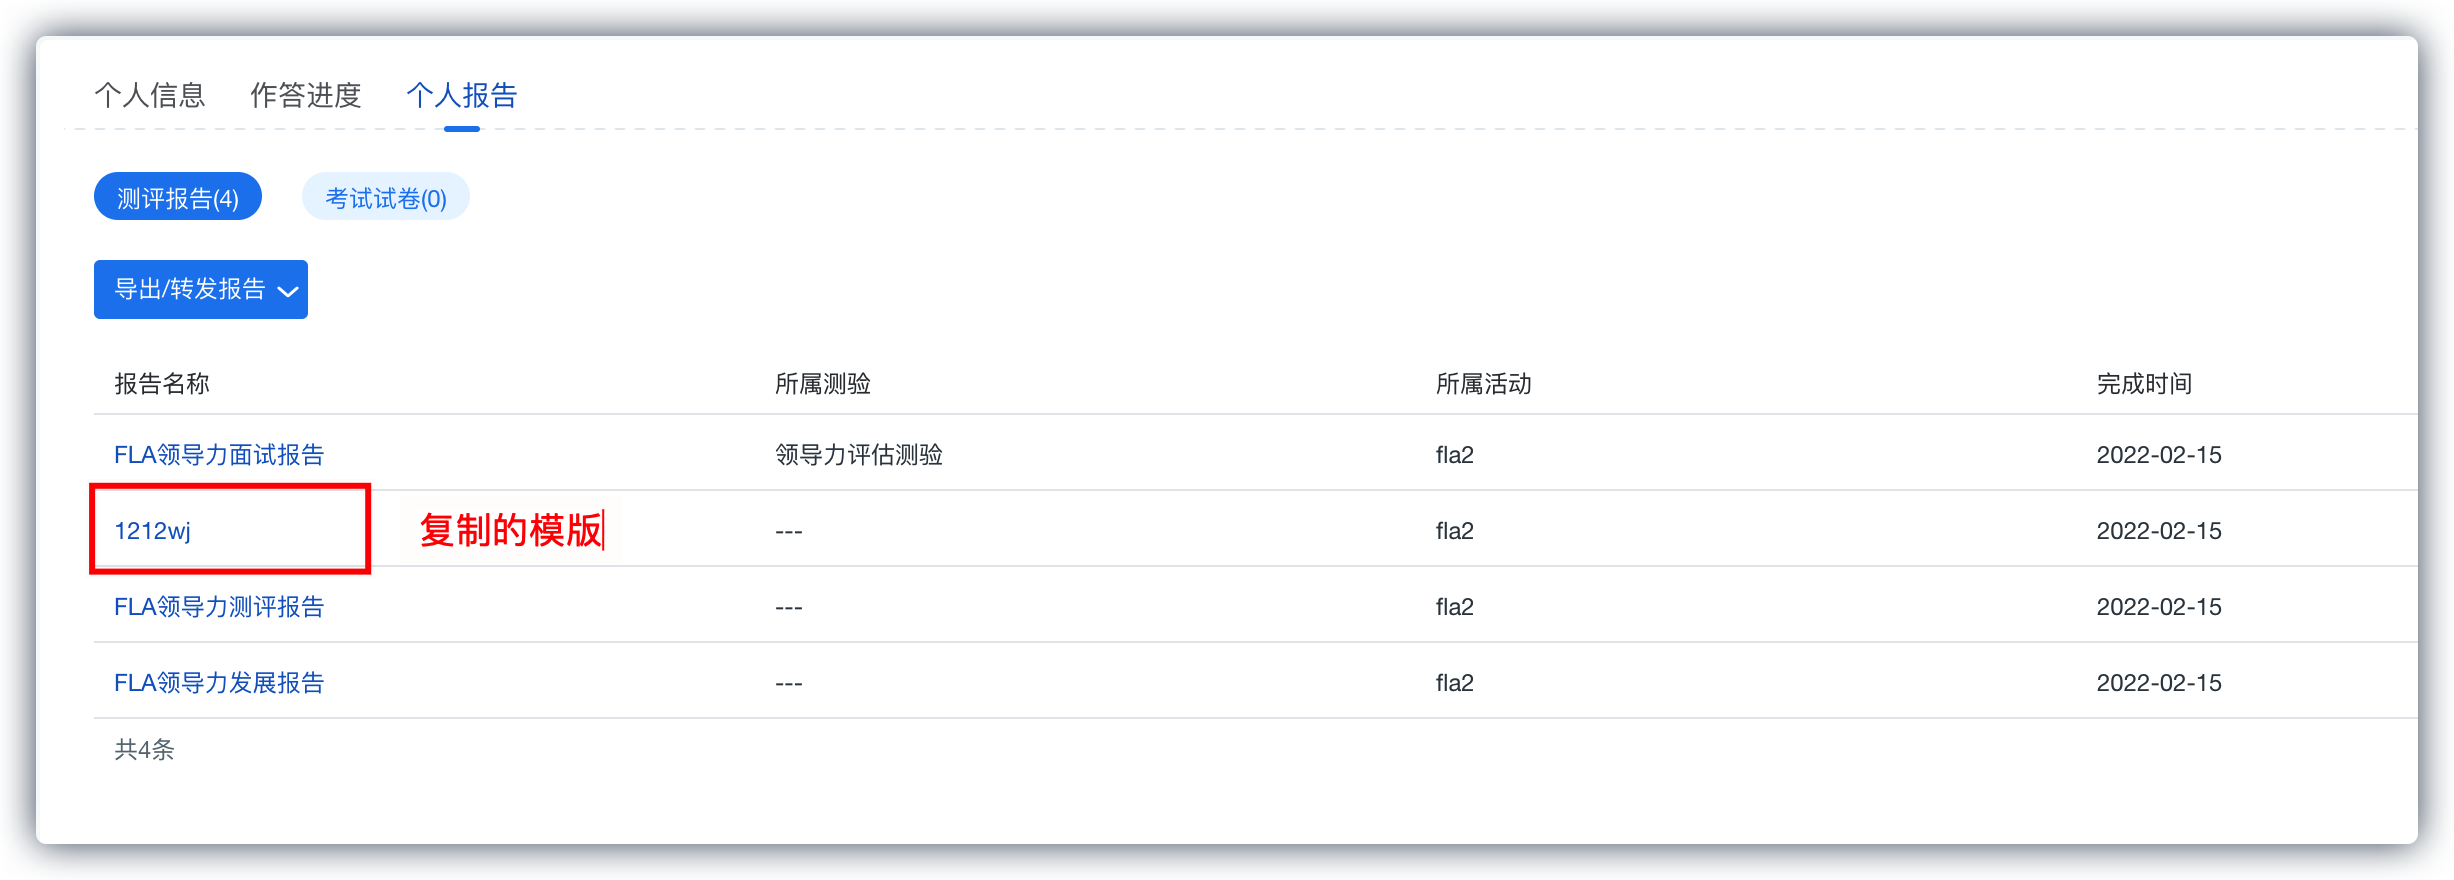 个人信息 作答进度 个人报告
测评报告(4) 考试试卷(0)
导出/转发报告
报告名称 所属测验 所属活动 完成时间
FLA领导力面试报告 领导力评估测验 fla2 2022-02-15
1212wj 复制的模版 --- fla2 2022-02-15
FLA领导力测评报告 --- fla2 2022-02-15
FLA领导力发展报告 --- fla2 2022-02-15
共4条